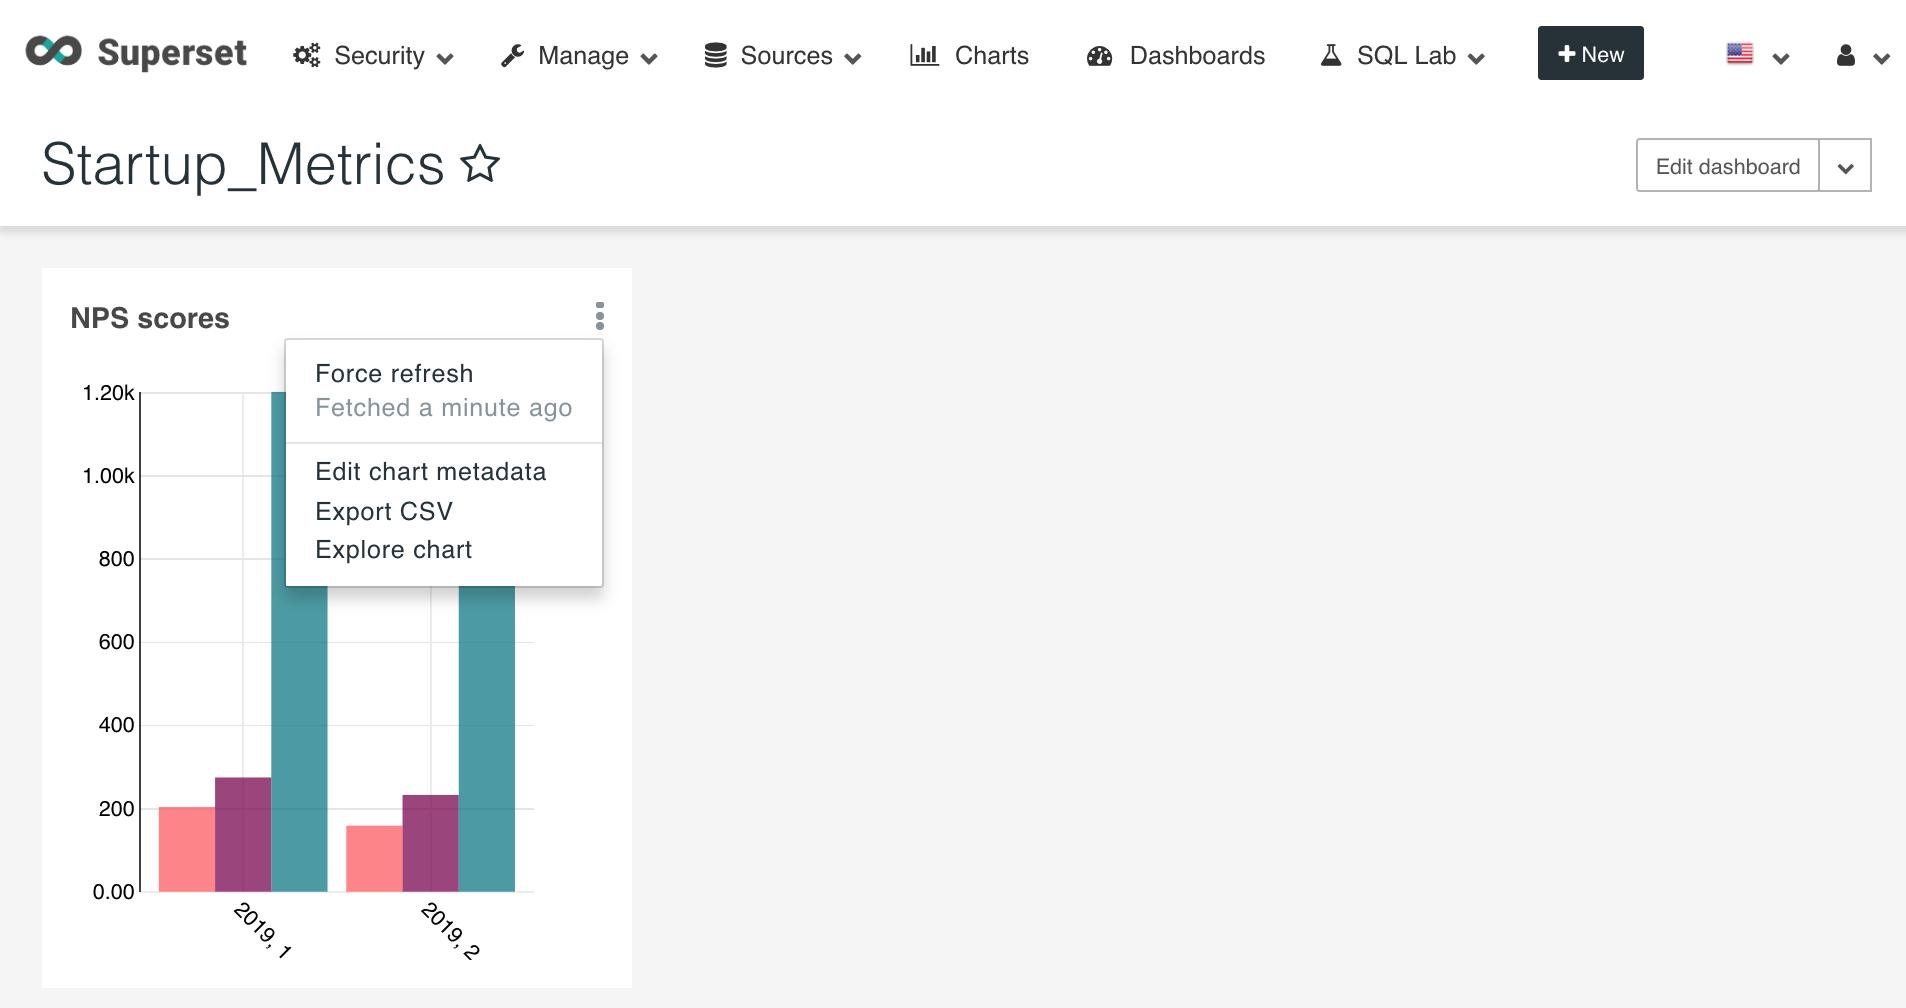 Superset Security Manage Sources Charts Dashboards SQL Lab New
Startup_Metrics Edit dashboard
NPS scores
Force refresh
Fetched a minute ago
Edit chart metadata
Export CSV
Explore chart
1.20k
1.00k
800
600
400
200
0.00
2019, 1
2019, 2